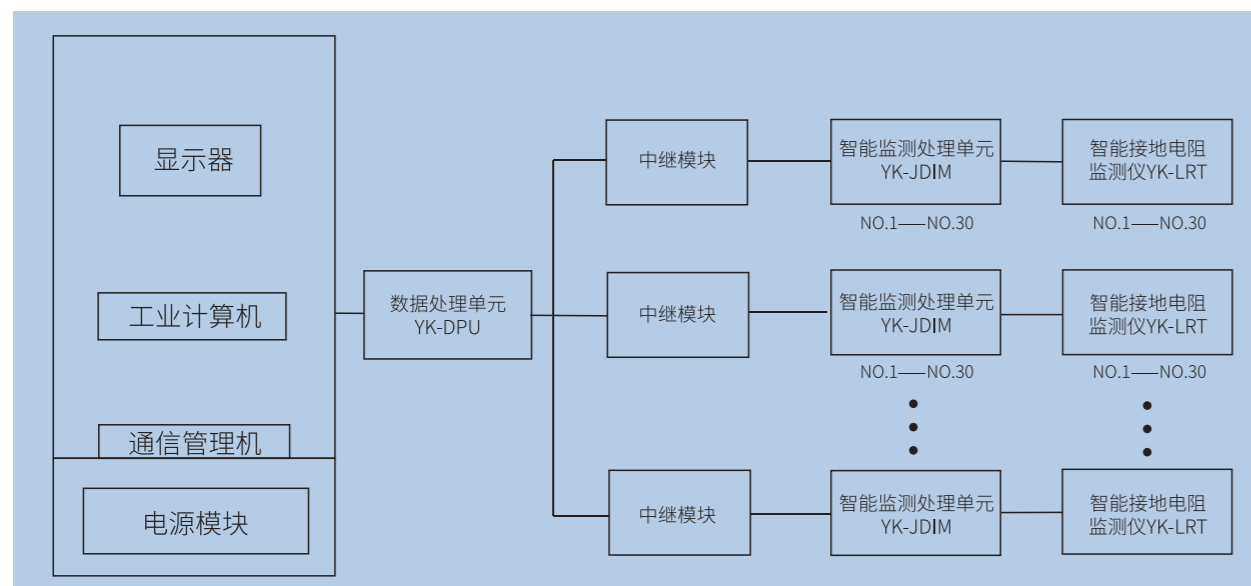 显示器
工业计算机
通信管理机
电源模块
数据处理单元
YK-DPU
中继模块
智能监测处理单元
YK-JDIM
NO.1——NO.30
智能接地电阻
监测仪YK-LRT
NO.1——NO.30
中继模块
智能监测处理单元
YK-JDIM
NO.1——NO.30
智能接地电阻
监测仪YK-LRT
NO.1——NO.30
中继模块
智能监测处理单元
YK-JDIM
智能接地电阻
监测仪YK-LRT